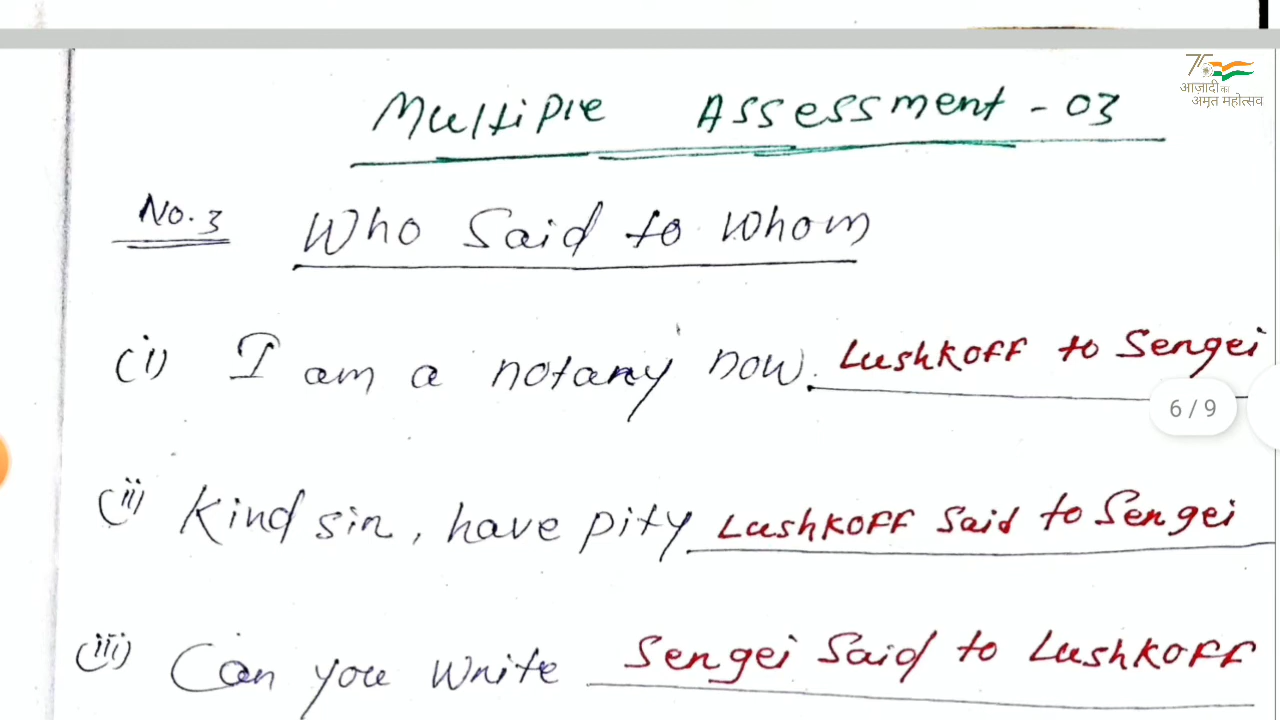 75
आज़ादी का
अमृत महोत्सव
Multiple Assessment - 03
No. 3 Who Said to Whom
(i) I am a notary now. Lushkoff to Sergei
6 / 9
(ii) Kind sir, have pity Lushkoff said to Sergei
(iii) Can you write Sergei Said to Lushkoff